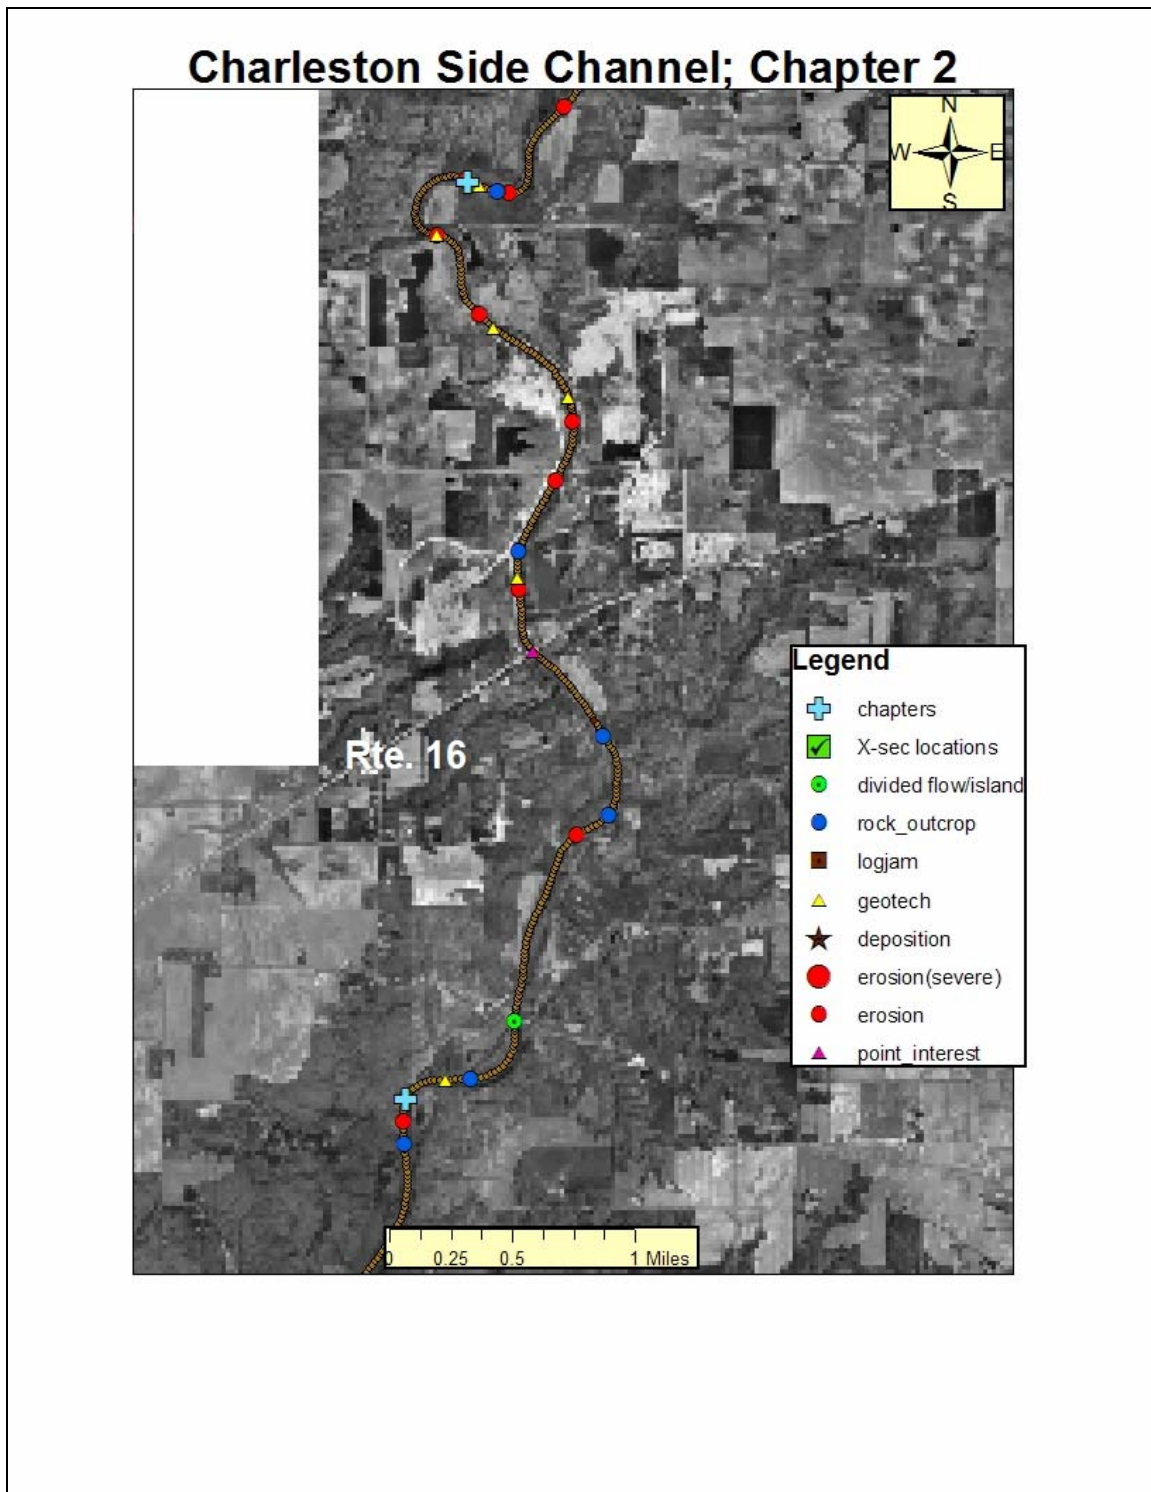 Charleston Side Channel; Chapter 2
N
W E
S
Rte. 16
Legend
chapters
X-sec locations
divided flow/island
rock_outcrop
logjam
geotech
deposition
erosion(severe)
erosion
point_interest
0 0.25 0.5 1 Miles